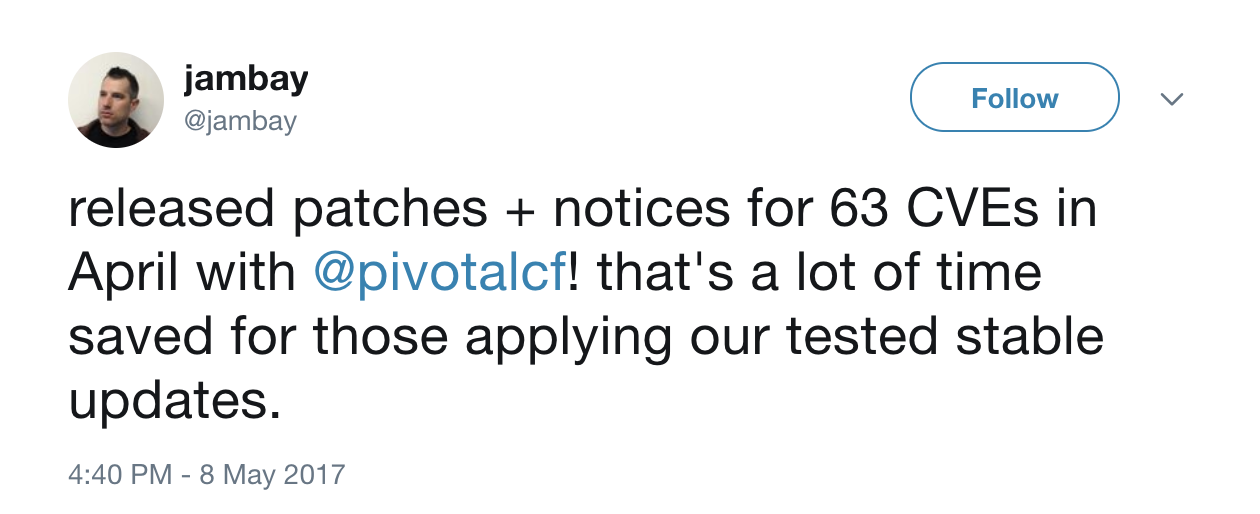 jambay
@jambay
Follow
released patches + notices for 63 CVEs in
April with @pivotalcf! that's a lot of time
saved for those applying our tested stable
updates.
4:40 PM - 8 May 2017